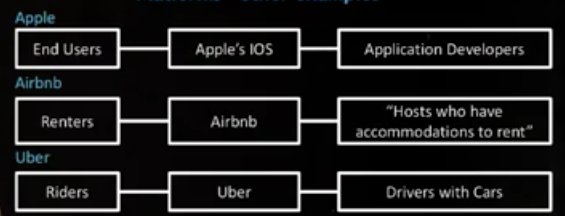 Apple
End Users Apple's IOS Application Developers
Airbnb
Renters Airbnb "Hosts who have
accommodations to rent"
Uber
Riders Uber Drivers with Cars